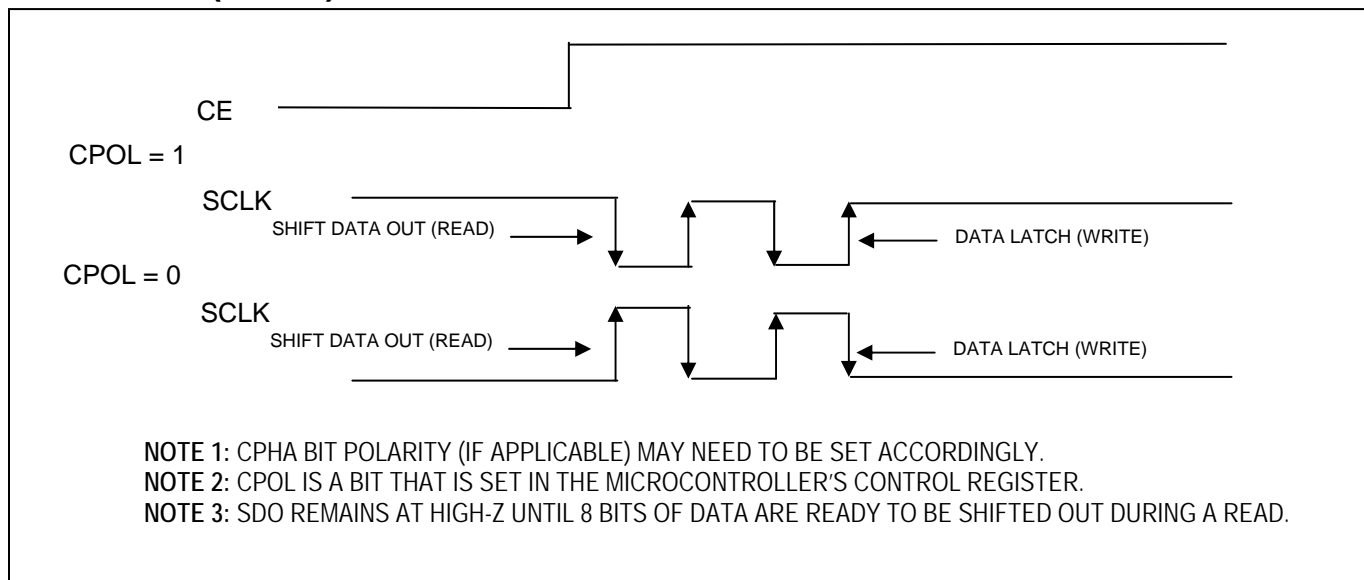 CE
CPOL = 1
SCLK
SHIFT DATA OUT (READ)
DATA LATCH (WRITE)
CPOL = 0
SCLK
SHIFT DATA OUT (READ)
DATA LATCH (WRITE)
NOTE 1: CPHA BIT POLARITY (IF APPLICABLE) MAY NEED TO BE SET ACCORDINGLY.
NOTE 2: CPOL IS A BIT THAT IS SET IN THE MICROCONTROLLER'S CONTROL REGISTER.
NOTE 3: SDO REMAINS AT HIGH-Z UNTIL 8 BITS OF DATA ARE READY TO BE SHIFTED OUT DURING A READ.